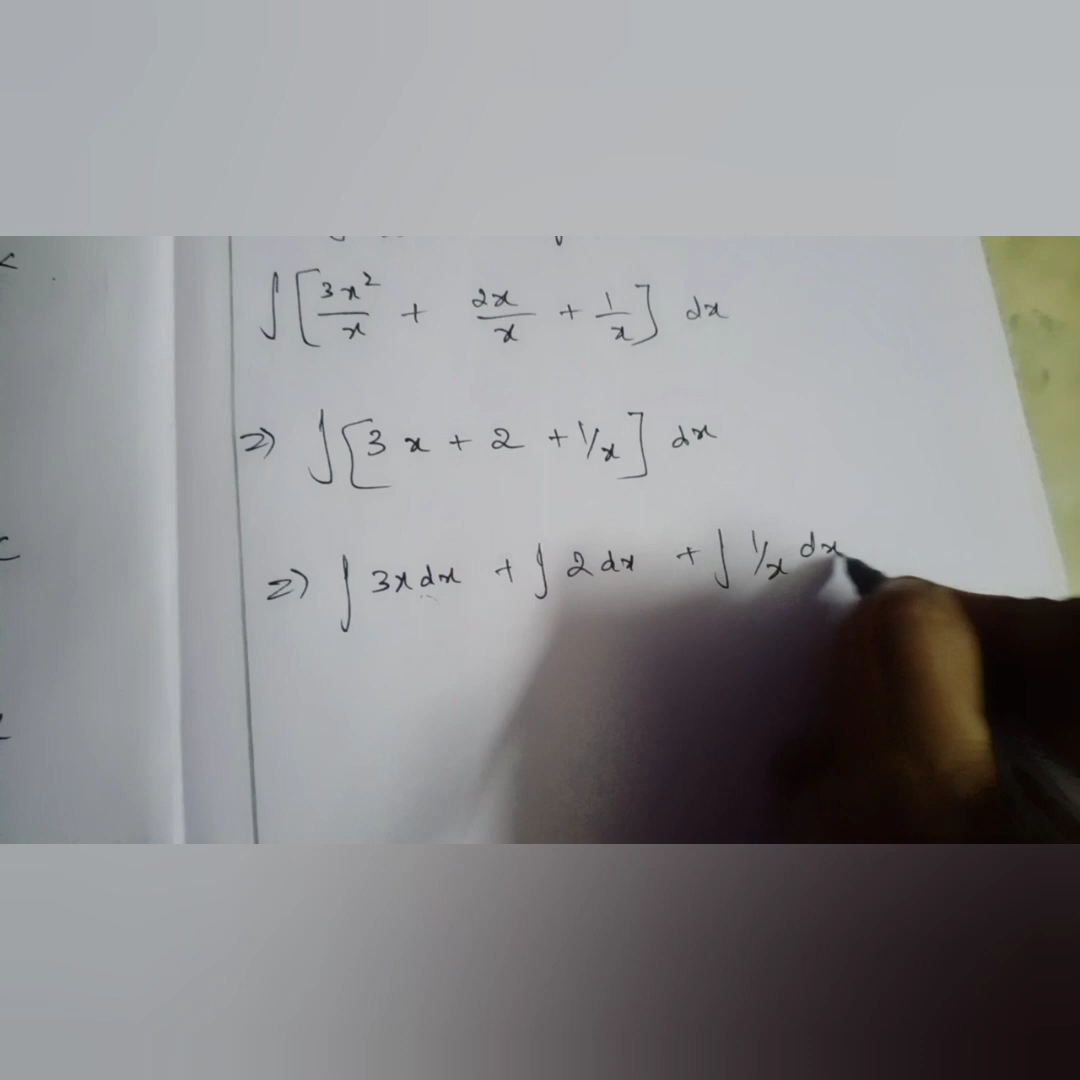 ∫ [3x²/x + 2x/x + 1/x] dx
=) ∫ [3x + 2 + 1/x] dx
=) ∫ 3x dx + ∫ 2 dx + ∫ 1/x dx